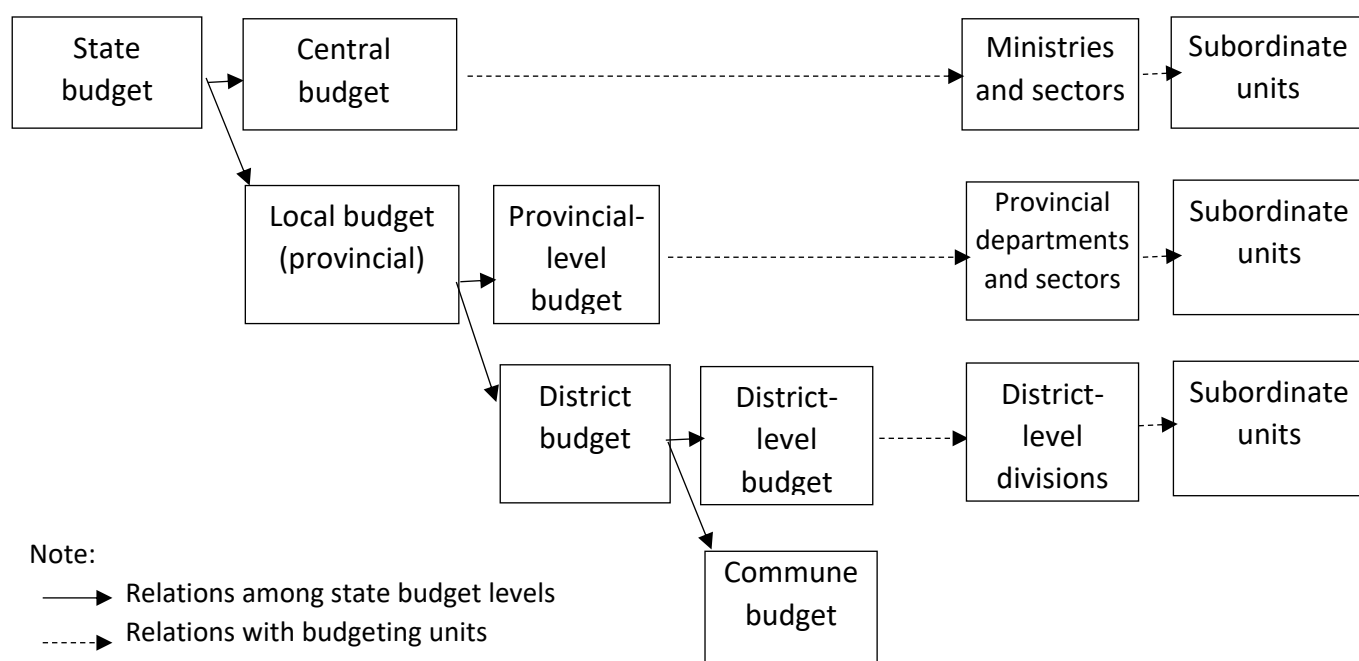 State
budget
Central
budget
Ministries
and sectors
Subordinate
units
Local budget
(provincial)
Provincial-
level
budget
Provincial
departments
and sectors
Subordinate
units
District
budget
District-
level
budget
District-
level
divisions
Subordinate
units
Commune
budget
Note:
Relations among state budget levels
Relations with budgeting units